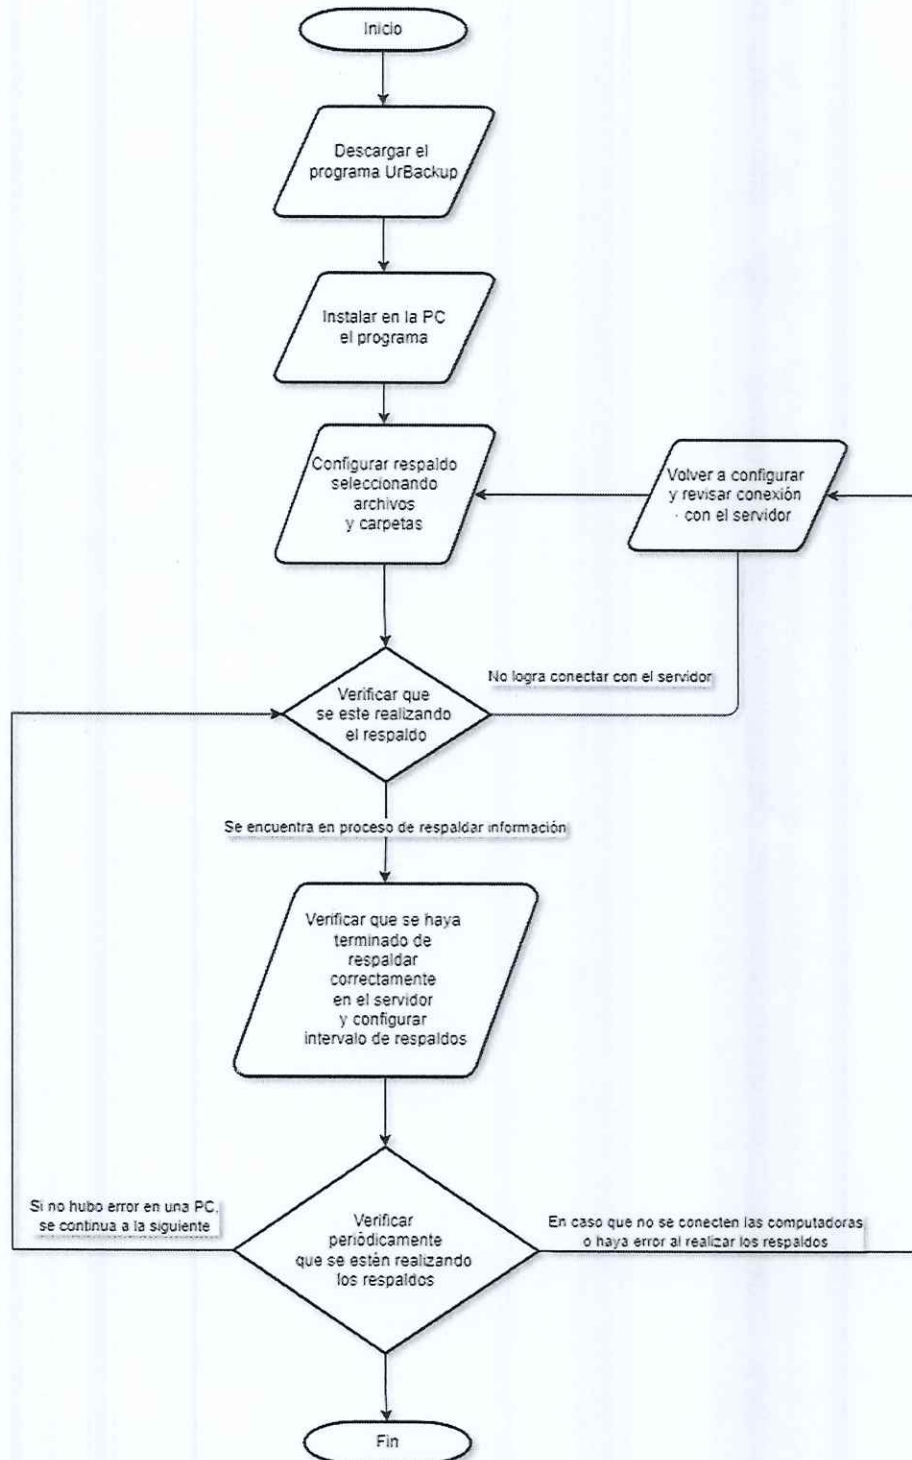 Inicio
Descargar el
programa UrBackup
Instalar en la PC
el programa
Configurar respaldo
seleccionando
archivos
y carpetas
Volver a configurar
y revisar conexión
con el servidor
No logra conectar con el servidor
Verificar que
se este realizando
el respaldo
Se encuentra en proceso de respaldar información
Verificar que se haya
terminado de
respaldar
correctamente
en el servidor
y configurar
intervalo de respaldos
Si no hubo error en una PC,
se continua a la siguiente
Verificar
periódicamente
que se estén realizando
los respaldos
En caso que no se conecten las computadoras
o haya error al realizar los respaldos
Fin